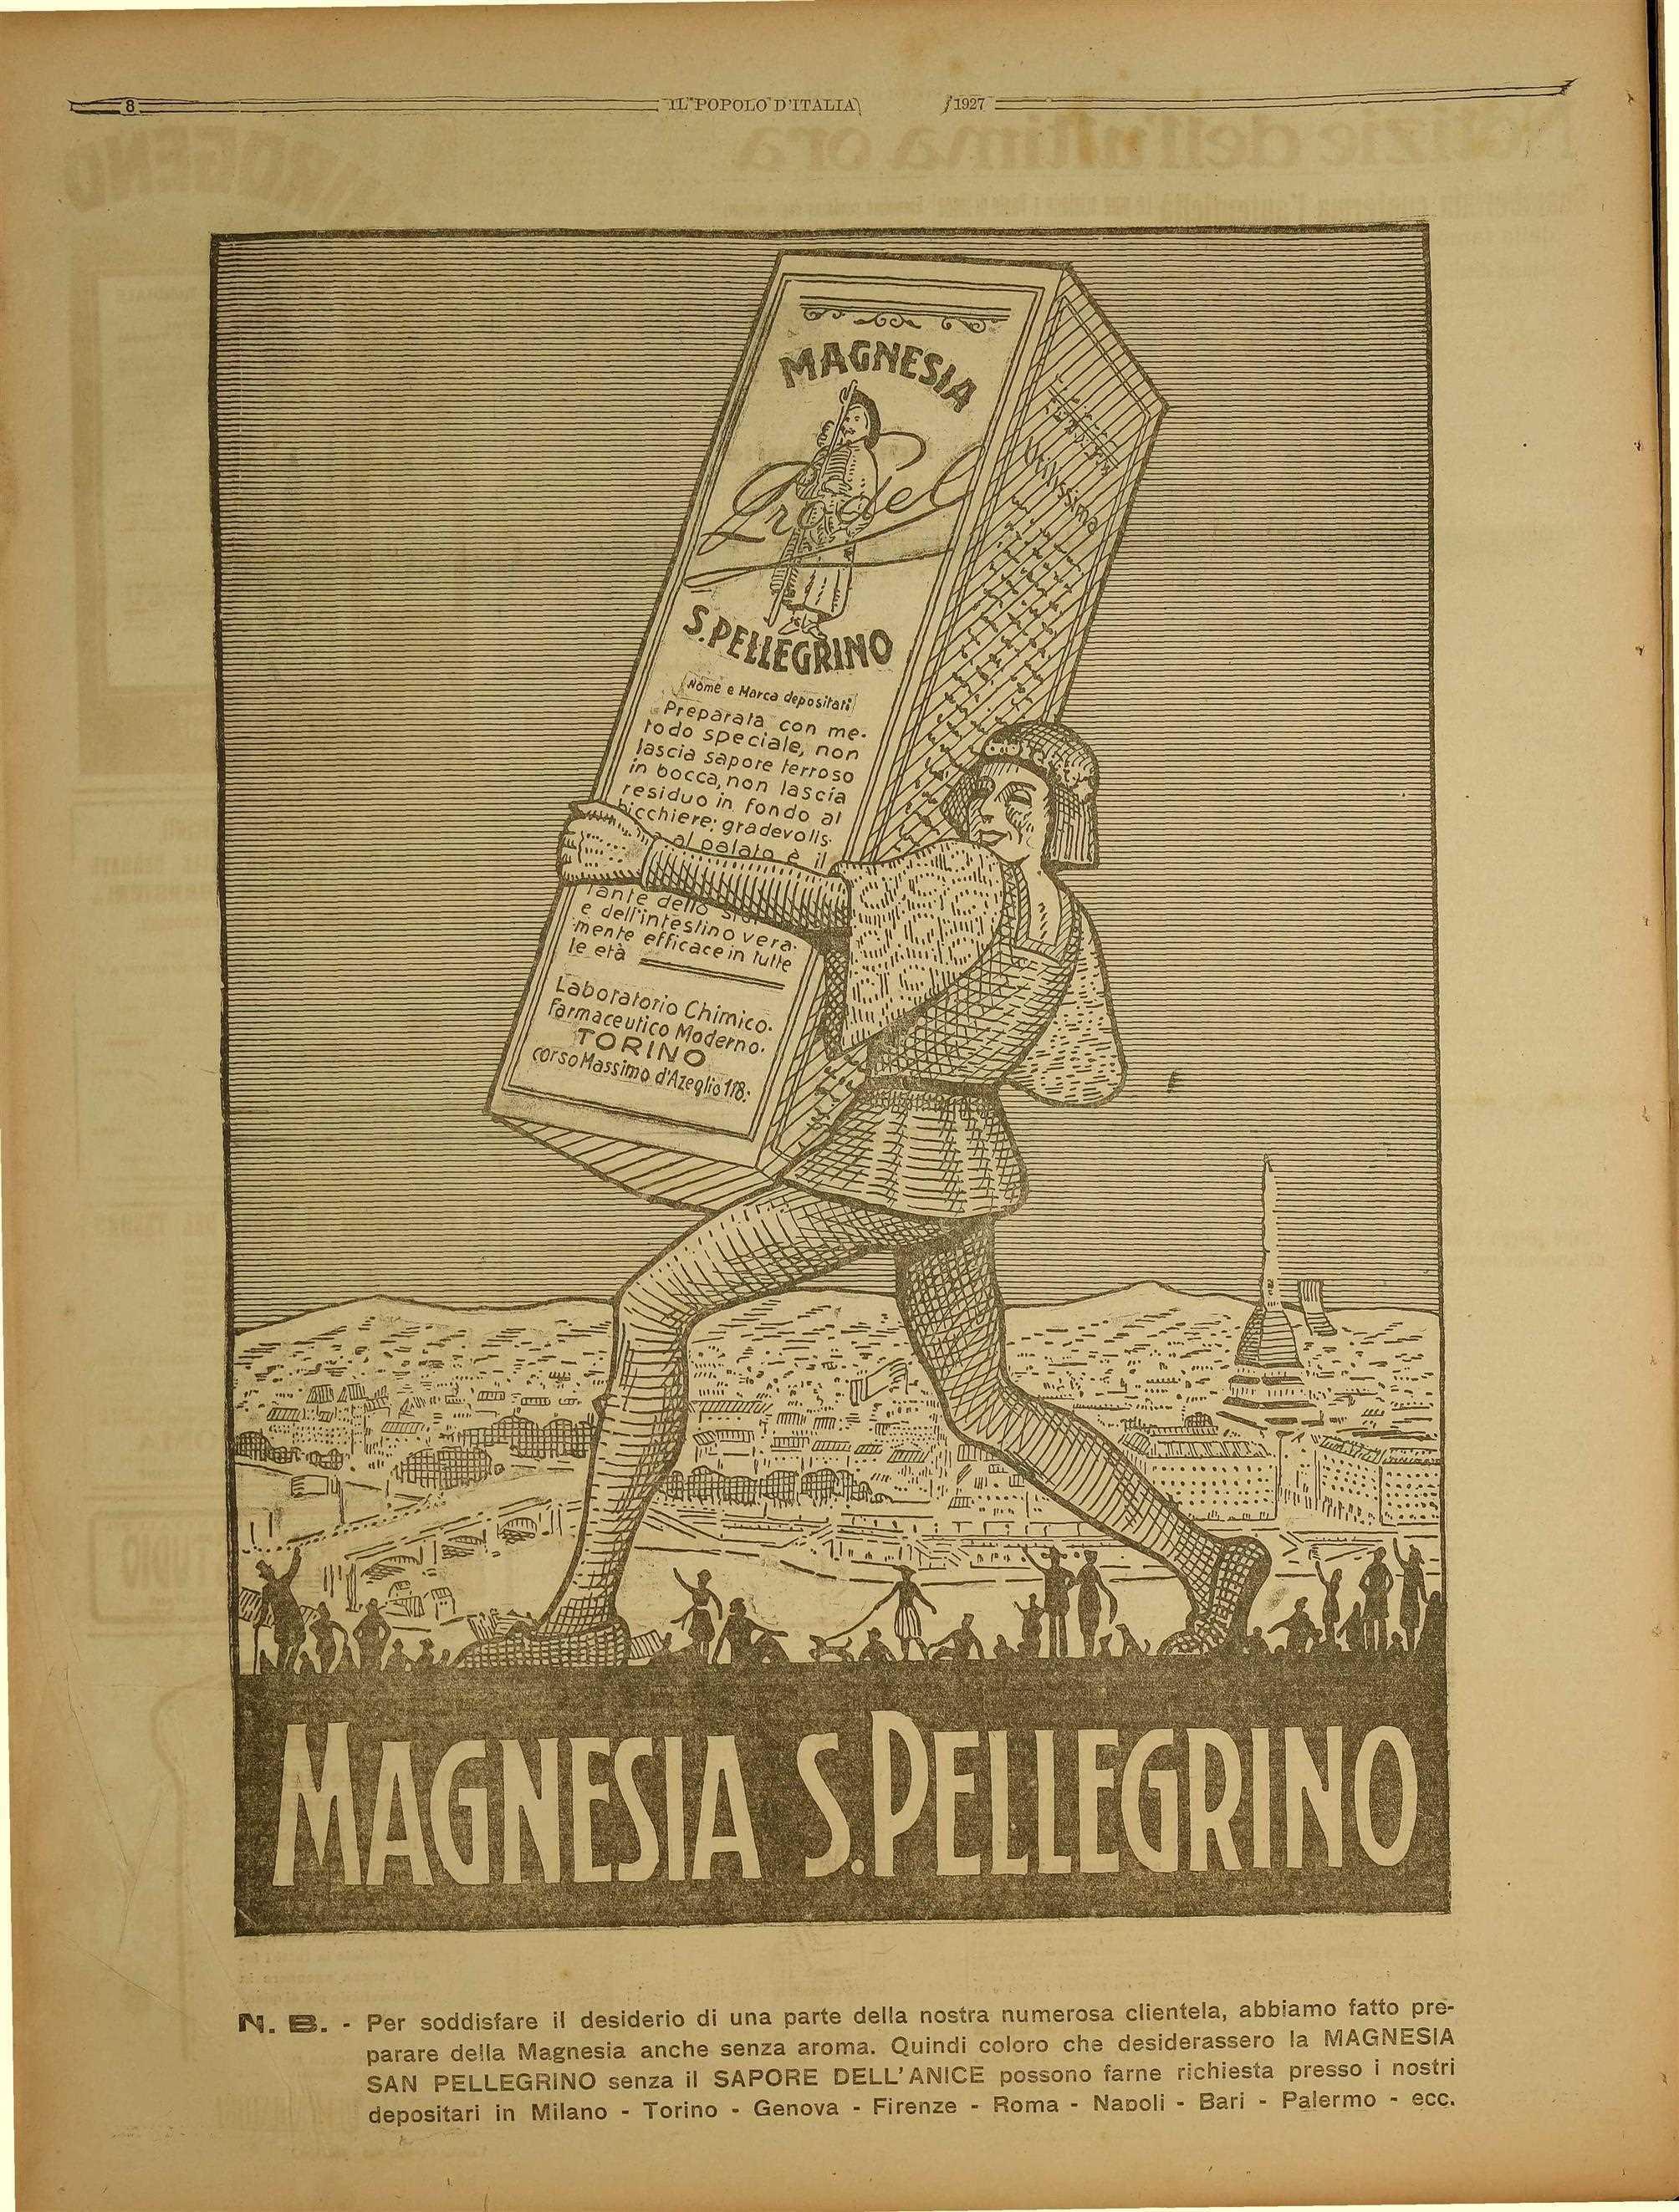 8
IL POPOLO D'ITALIA
1927
MAGNESIA
Prodel
S. PELLEGRINO
Nome e Marca depositati
Preparata con me-
todo speciale, non
lascia sapore terroso
in bocca, non lascia
residuo in fondo al
bicchiere; gradevolis-
al palato è il
dello
e dell'intestino vera-
mente efficace in tutte
le età
Laboratorio Chimico-
Farmaceutico Moderno.
TORINO
corso Massimo d'Azeglio 118.
Utilissima
MAGNESIA S. PELLEGRINO
N. B. - Per soddisfare il desiderio di una parte della nostra numerosa clientela, abbiamo fatto pre-
parare della Magnesia anche senza aroma. Quindi coloro che desiderassero la MAGNESIA
SAN PELLEGRINO senza il SAPORE DELL'ANICE possono farne richiesta presso i nostri
depositari in Milano - Torino - Genova - Firenze - Roma - Napoli - Bari - Palermo - ecc.